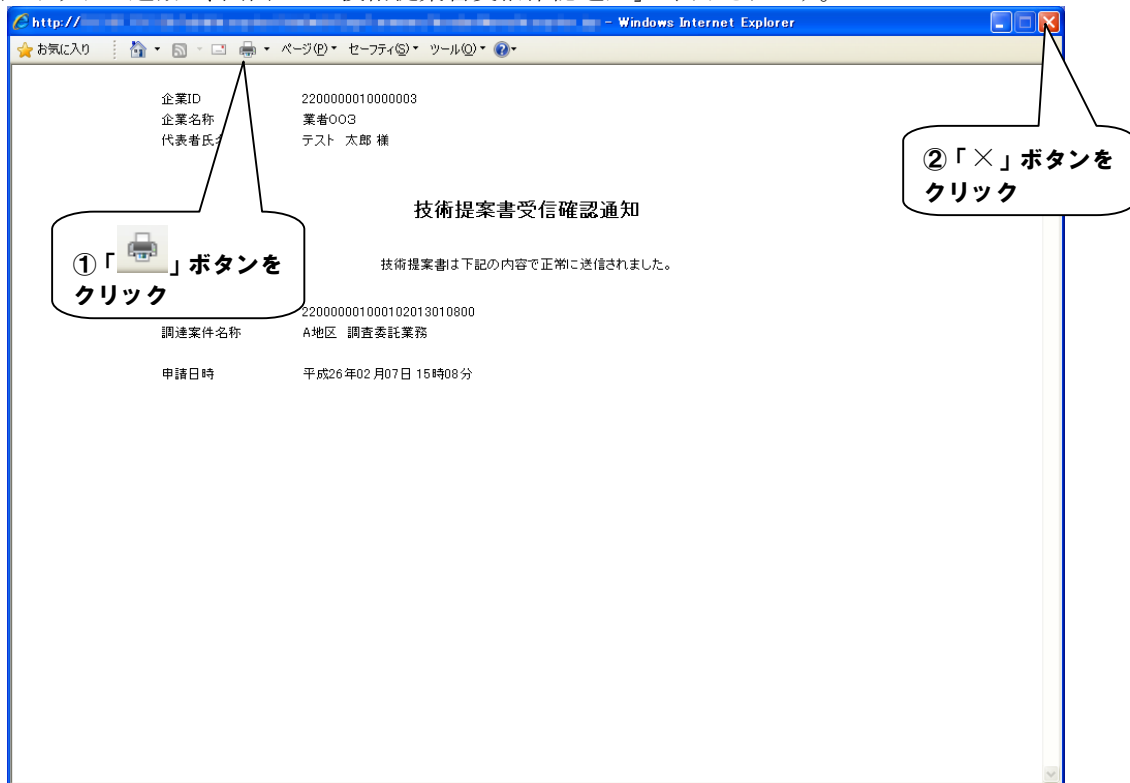 http:// - Windows Internet Explorer
お気に入り ページ(P) セーフティ(S) ツール(O)
企業ID 2200000010000003
企業名称 業者003
代表者氏 テスト 太郎 様
②「×」ボタンを
クリック
技術提案書受信確認通知
①「 」ボタンを
クリック
技術提案書は下記の内容で正常に送信されました。
220000001000102013010800
調達案件名称 A地区 調査委託業務
申請日時 平成26年02月07日 15時08分